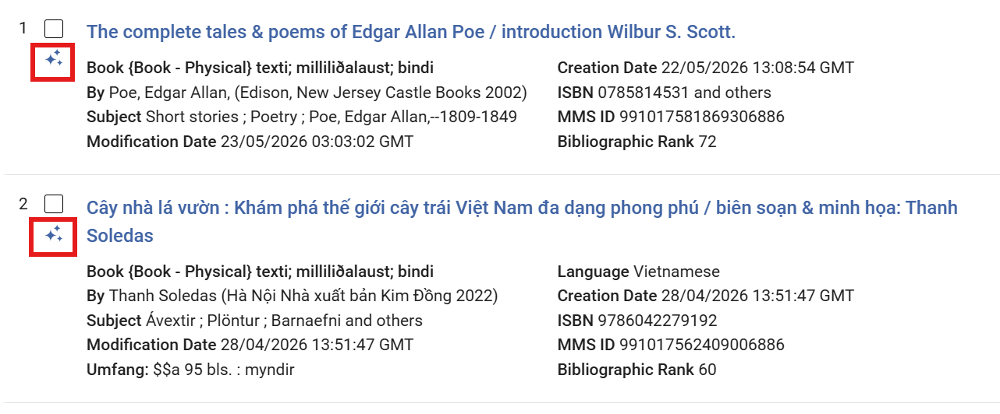 1
The complete tales & poems of Edgar Allan Poe / introduction Wilbur S. Scott.
Book {Book - Physical} texti; milliliðalaust; bindi
Creation Date 22/05/2026 13:08:54 GMT
By Poe, Edgar Allan, (Edison, New Jersey Castle Books 2002)
ISBN 0785814531 and others
Subject Short stories ; Poetry ; Poe, Edgar Allan,--1809-1849
MMS ID 991017581869306886
Modification Date 23/05/2026 03:03:02 GMT
Bibliographic Rank 72
2
Cây nhà lá vườn : Khám phá thế giới cây trái Việt Nam đa dạng phong phú / biên soạn & minh họa: Thanh
Soledas
Book {Book - Physical} texti; milliliðalaust; bindi
Language Vietnamese
By Thanh Soledas (Hà Nội Nhà xuất bản Kim Đồng 2022)
Creation Date 28/04/2026 13:51:47 GMT
Subject Ávextir ; Plöntur ; Barnaefni and others
ISBN 9786042279192
Modification Date 28/04/2026 13:51:47 GMT
MMS ID 991017562409006886
Umfang: $$a 95 bls. : myndir
Bibliographic Rank 60